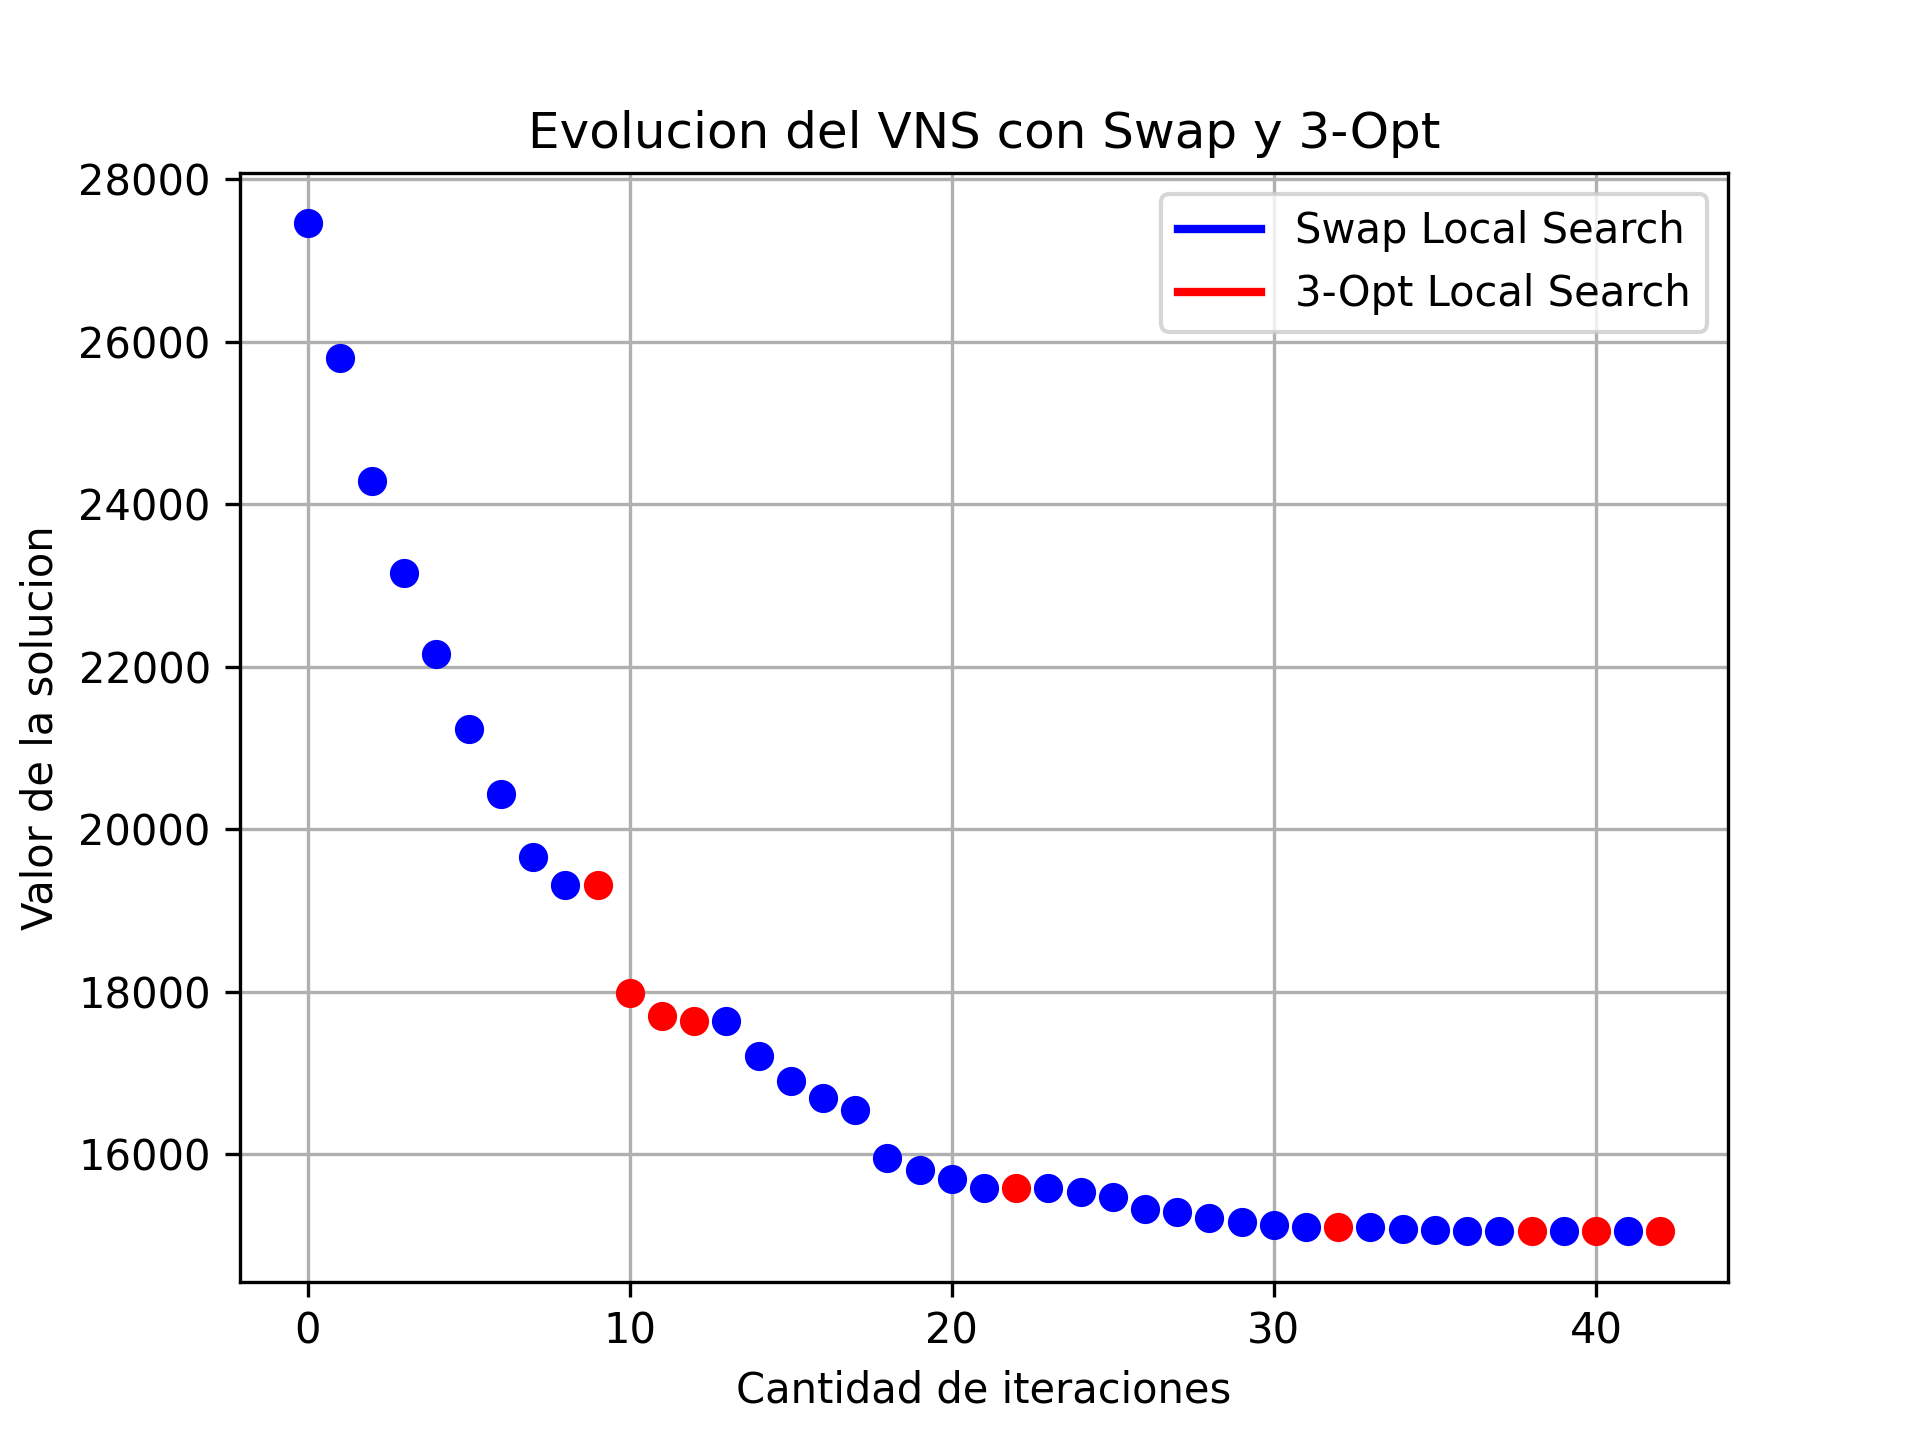 Evolucion del VNS con Swap y 3-Opt
Swap Local Search
3-Opt Local Search
Valor de la solucion
28000
26000
24000
22000
20000
18000
16000
0 10 20 30 40
Cantidad de iteraciones